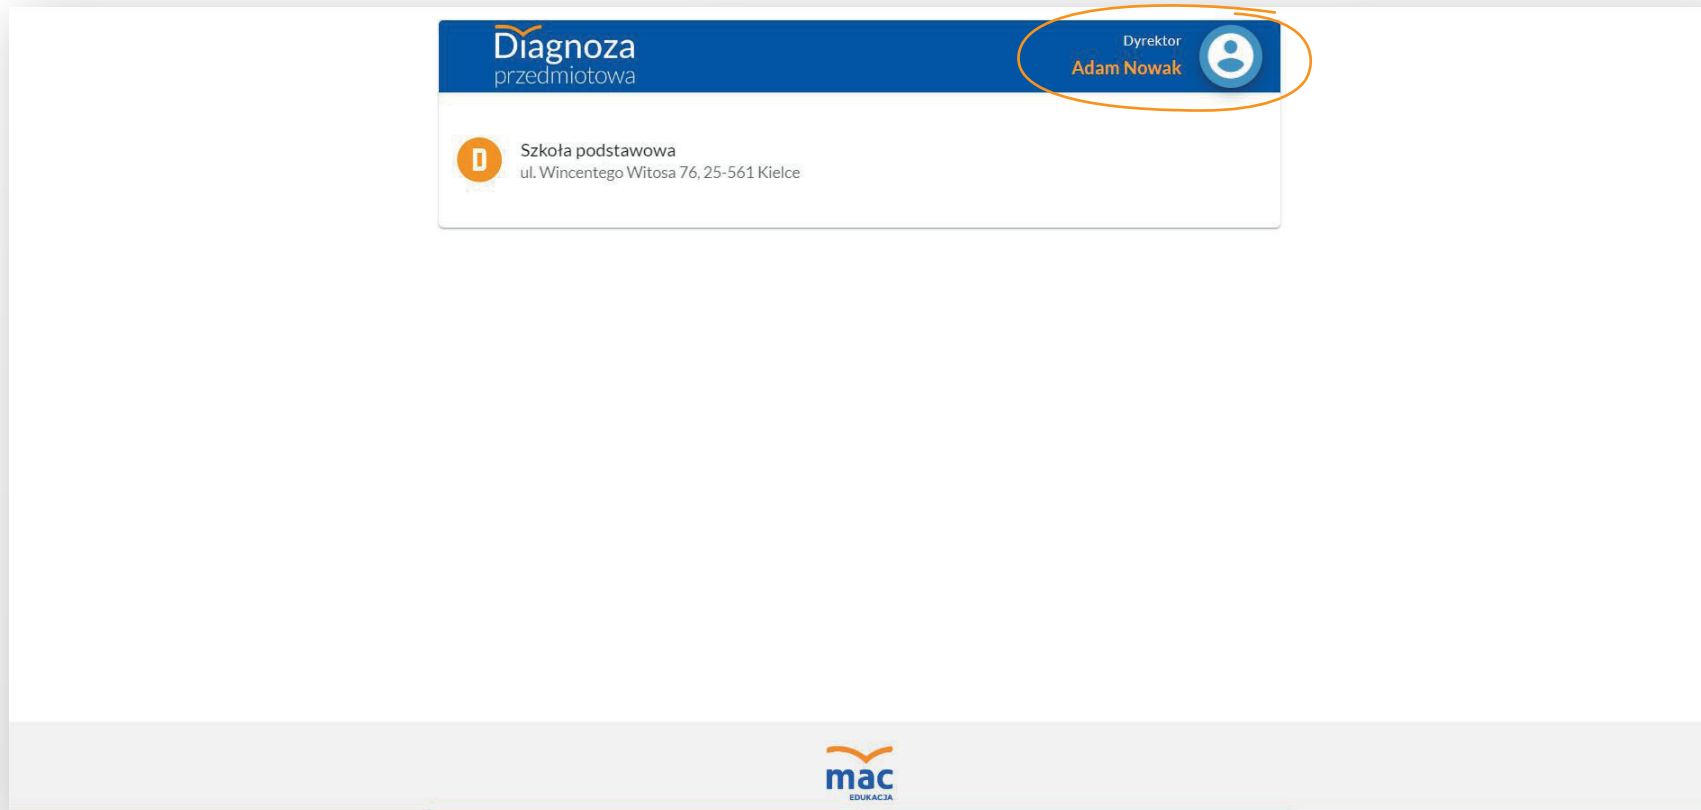 Diagnoza
przedmiotowa
Dyrektor
Adam Nowak
D
Szkoła podstawowa
ul. Wincentego Witosa 76, 25-561 Kielce
mac
EDUKACJA